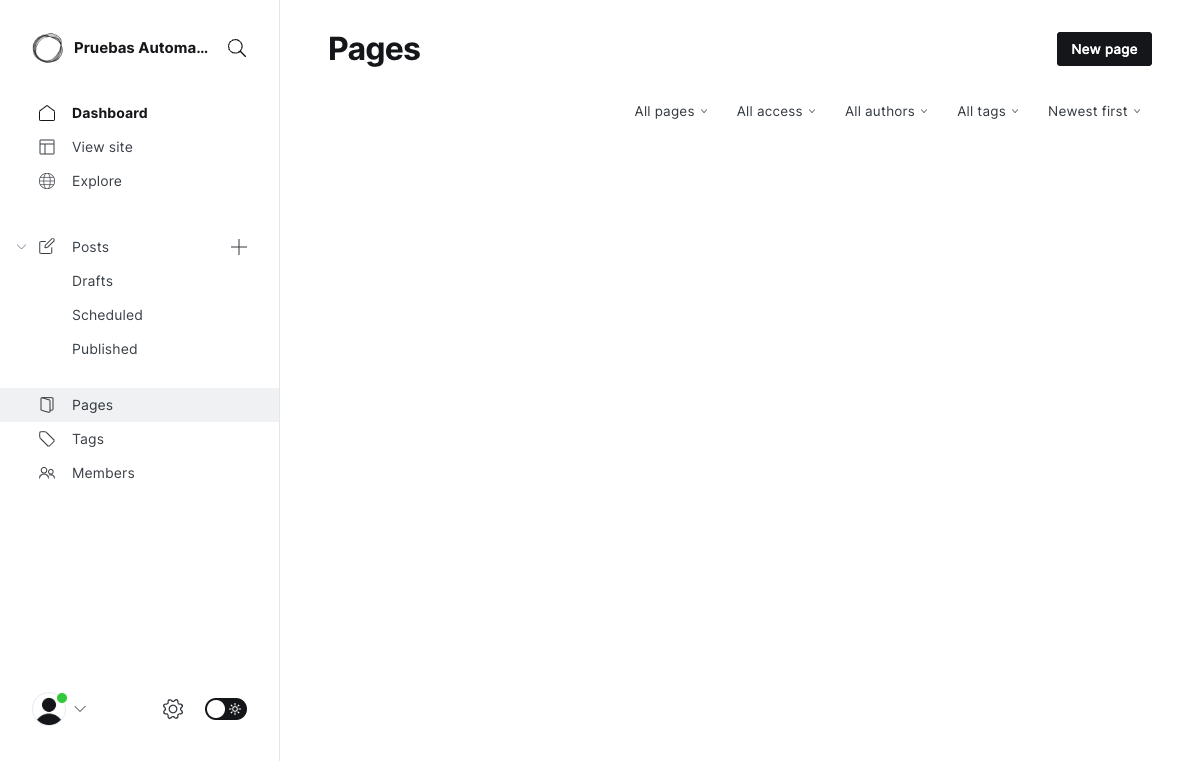 Pruebas Automa...
Dashboard
View site
Explore
Posts
Drafts
Scheduled
Published
Pages
Tags
Members
Pages
New page
All pages
All access
All authors
All tags
Newest first